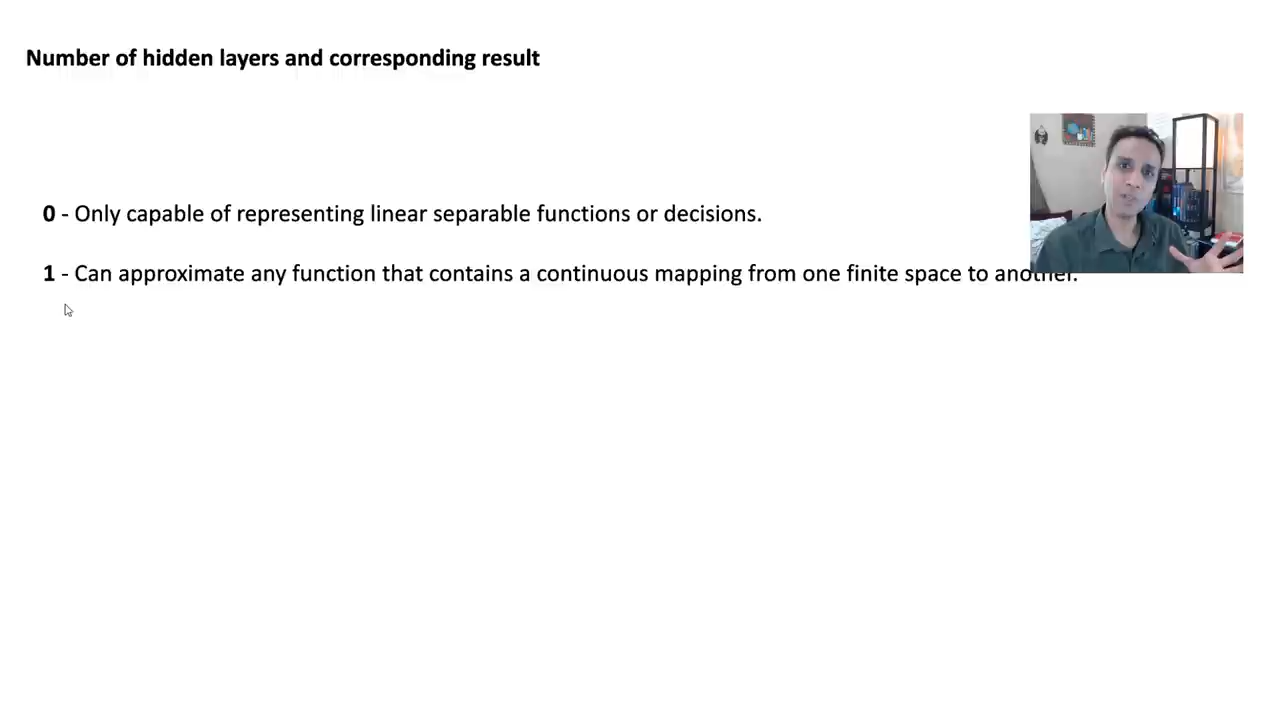 Number of hidden layers and corresponding result
0 - Only capable of representing linear separable functions or decisions.
1 - Can approximate any function that contains a continuous mapping from one finite space to another.